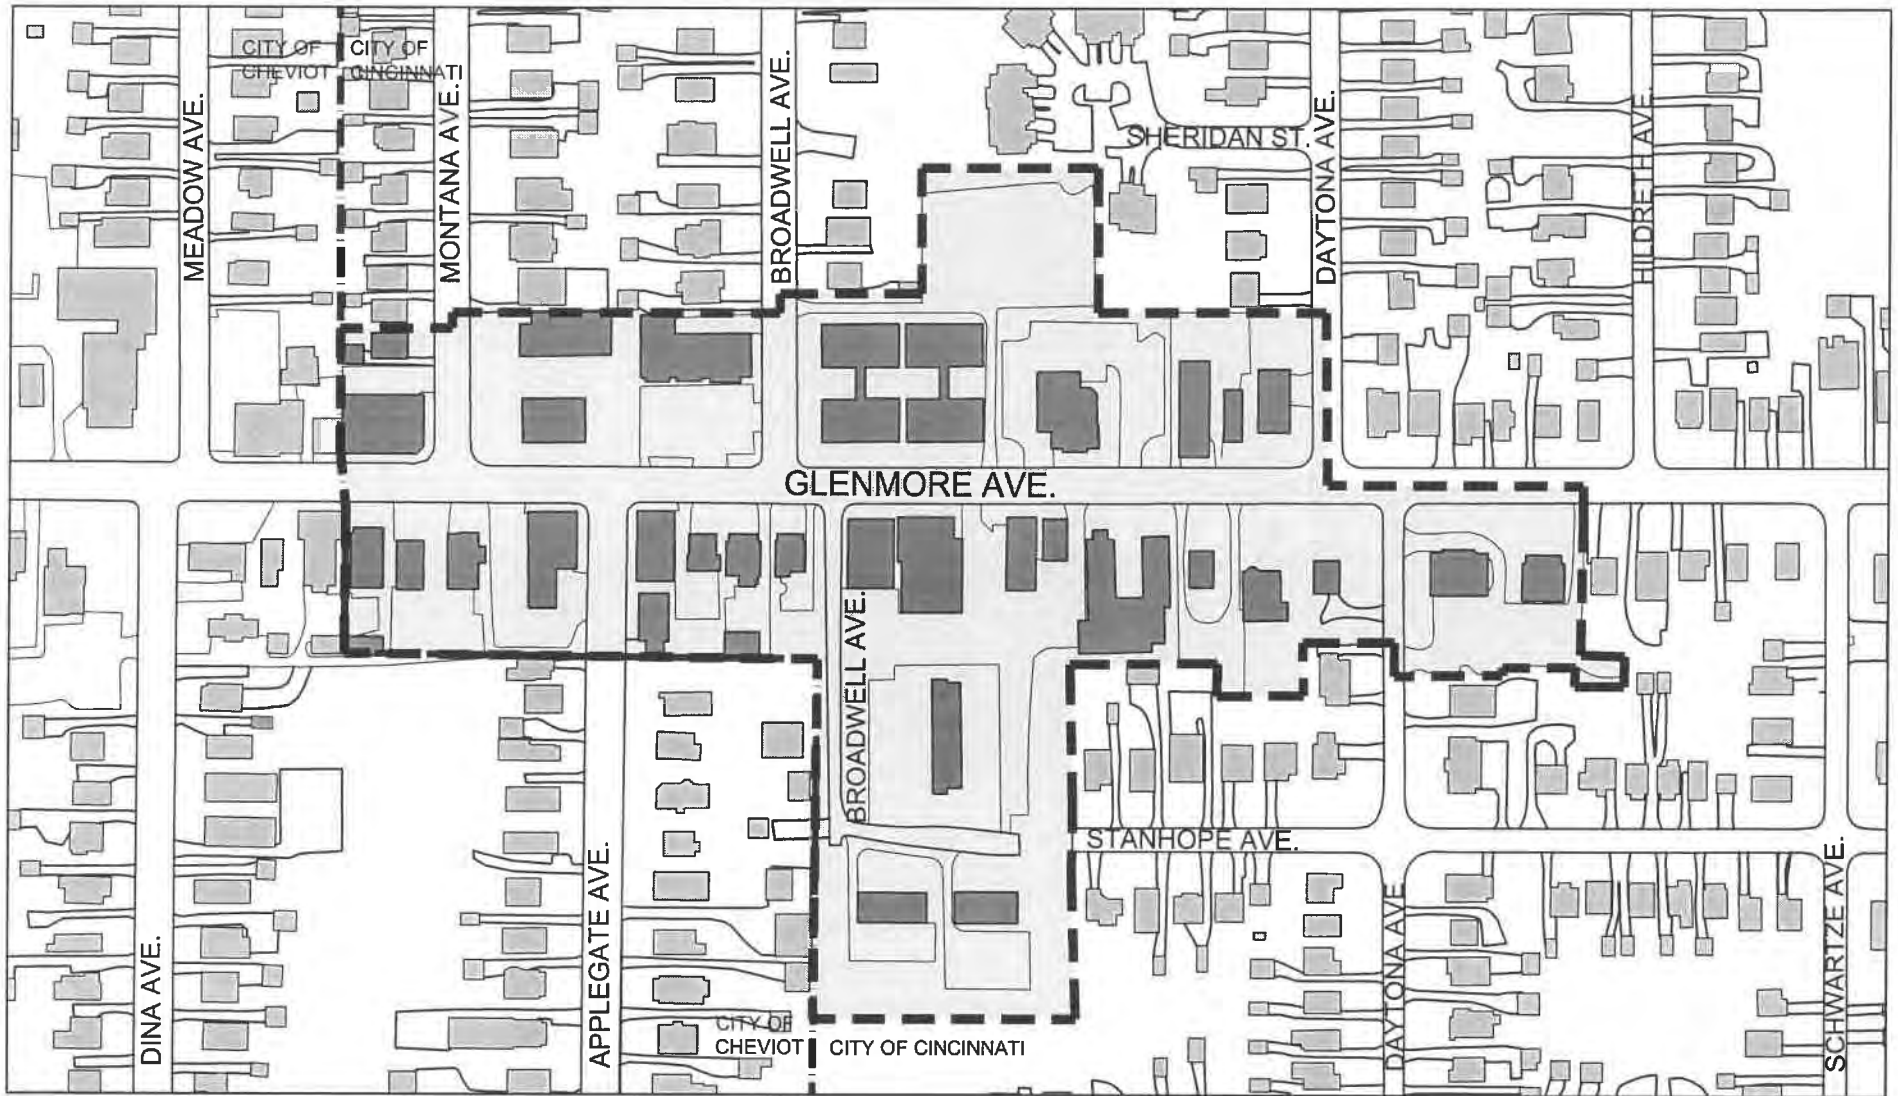 CITY OF
CHEVIOT
CITY OF
CINCINNATI
MEADOW AVE.
MONTANA AVE.
BROADWELL AVE.
SHERIDAN ST.
DAYTONA AVE.
HILDRETH AVE.
GLENMORE AVE.
BROADWELL AVE.
STANHOPE AVE.
DINA AVE.
APPLEGATE AVE.
DAYTONA AVE
SCHWARTZE AVE.
CITY OF
CHEVIOT
CITY OF CINCINNATI